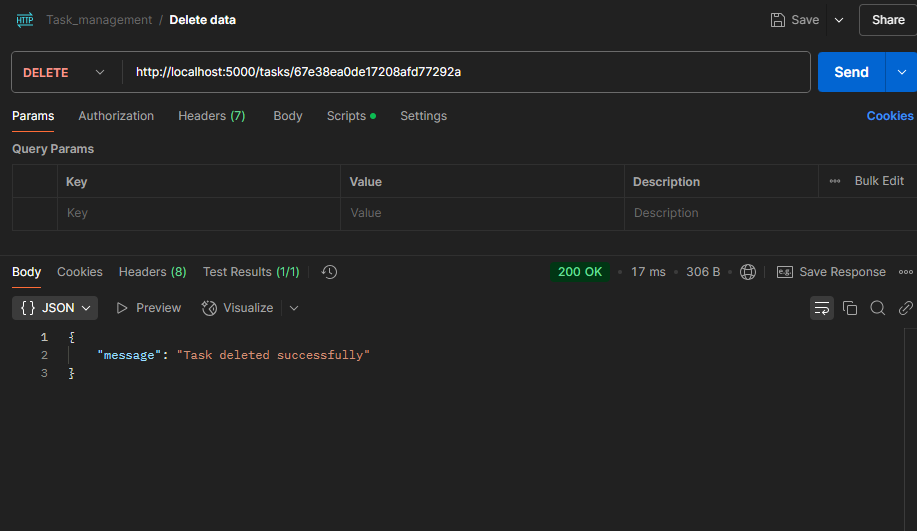 HTTP Task_management / Delete data Save Share
DELETE http://localhost:5000/tasks/67e38ea0de17208afd77292a Send
Params Authorization Headers (7) Body Scripts Settings Cookies
Query Params
Key Value Description Bulk Edit
Key Value Description
Body Cookies Headers (8) Test Results (1/1) 200 OK 17 ms 306 B e.g. Save Response
{} JSON Preview Visualize
1 {
2 "message": "Task deleted successfully"
3 }